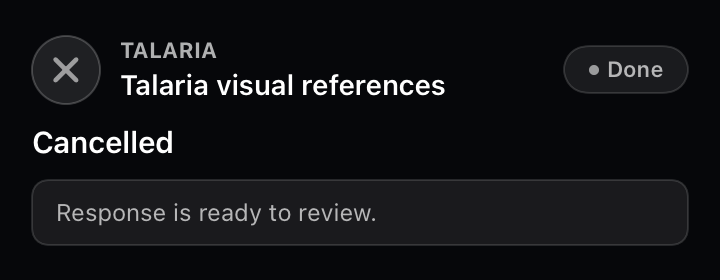 TALARIA
Talaria visual references
Done
Cancelled
Response is ready to review.